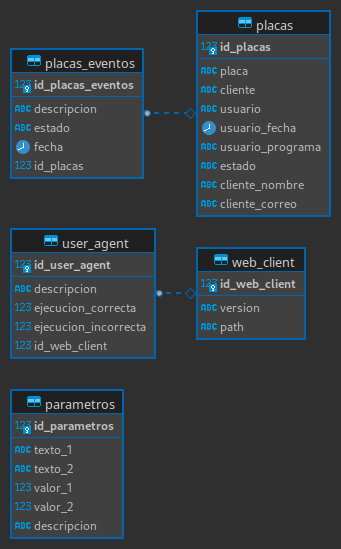 placas
123 id_placas
ABC placa
ABC cliente
ABC usuario
usuario_fecha
ABC usuario_programa
ABC estado
ABC cliente_nombre
ABC cliente_correo
placas_eventos
123 id_placas_eventos
ABC descripcion
ABC estado
fecha
123 id_placas
user_agent
123 id_user_agent
ABC descripcion
123 ejecucion_correcta
123 ejecucion_incorrecta
123 id_web_client
web_client
123 id_web_client
ABC version
ABC path
parametros
123 id_parametros
ABC texto_1
ABC texto_2
123 valor_1
123 valor_2
ABC descripcion